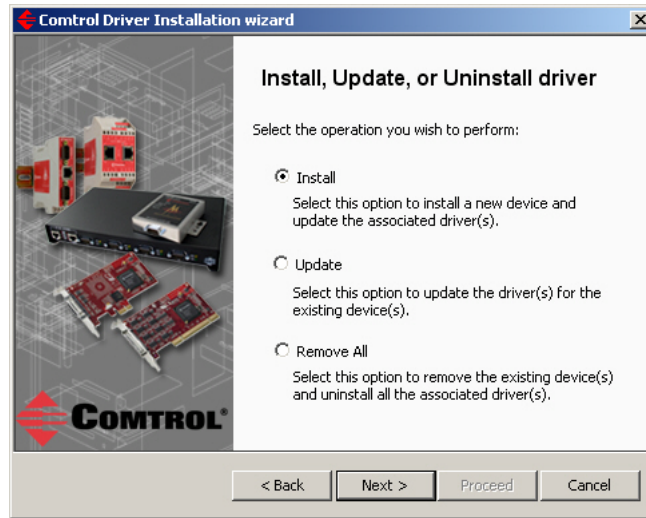 Comtrol Driver Installation wizard
Install, Update, or Uninstall driver
Select the operation you wish to perform:
Install
Select this option to install a new device and
update the associated driver(s).
Update
Select this option to update the driver(s) for the
existing device(s).
Remove All
Select this option to remove the existing device(s)
and uninstall all the associated driver(s).
COMTROL®
< Back
Next >
Proceed
Cancel